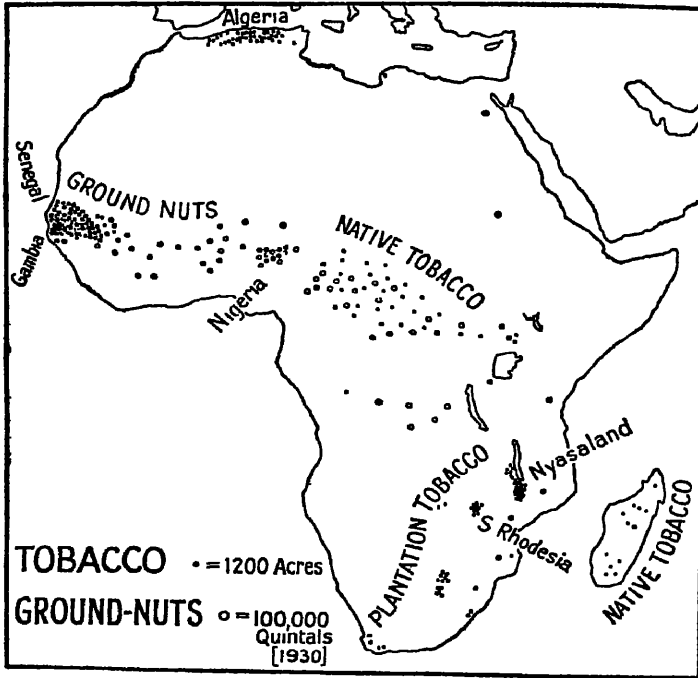 Algeria
Senegal
GROUND NUTS
Gambia
NATIVE TOBACCO
Nigeria
Nyasaland
PLANTATION TOBACCO
S Rhodesia
NATIVE TOBACCO
TOBACCO • = 1200 Acres
GROUND-NUTS o = 100,000
Quintals
[1930]